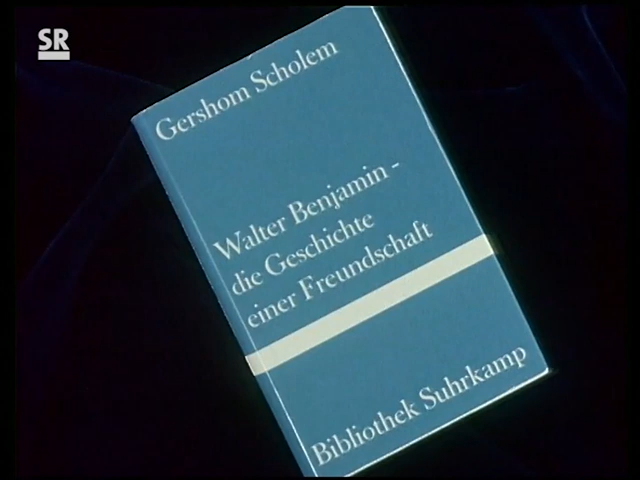 SR
Gershom Scholem
Walter Benjamin -
die Geschichte
einer Freundschaft
Bibliothek Suhrkamp